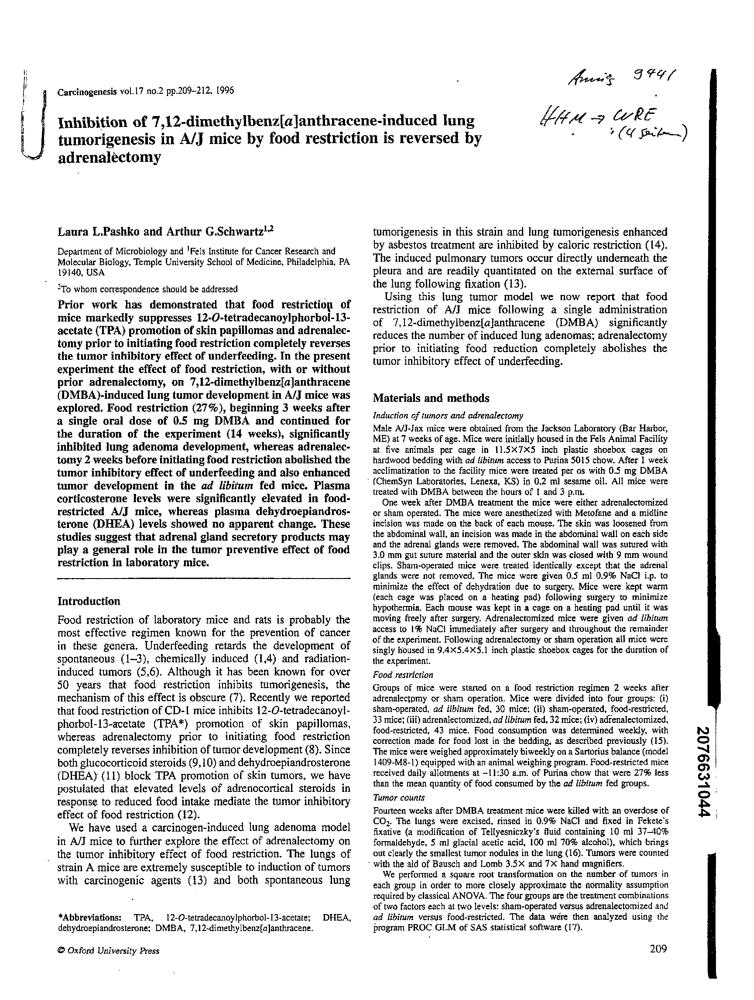 Carcinogenesis vol.17 no.2 pp.209–212, 1996
9441
Inhibition of 7,12-dimethylbenz[a]anthracene-induced lung
tumorigenesis in A/J mice by food restriction is reversed by
adrenalectomy
Laura L.Pashko and Arthur G.Schwartz1,2
Department of Microbiology and 1Fels Institute for Cancer Research and
Molecular Biology, Temple University School of Medicine, Philadelphia, PA
19140, USA
2To whom correspondence should be addressed
Prior work has demonstrated that food restriction of
mice markedly suppresses 12-O-tetradecanoylphorbol-13-
acetate (TPA) promotion of skin papillomas and adrenalec-
tomy prior to initiating food restriction completely reverses
the tumor inhibitory effect of underfeeding. In the present
experiment the effect of food restriction, with or without
prior adrenalectomy, on 7,12-dimethylbenz[a]anthracene
(DMBA)-induced lung tumor development in A/J mice was
explored. Food restriction (27%), beginning 3 weeks after
a single oral dose of 0.5 mg DMBA and continued for
the duration of the experiment (14 weeks), significantly
inhibited lung adenoma development, whereas adrenalec-
tomy 2 weeks before initiating food restriction abolished the
tumor inhibitory effect of underfeeding and also enhanced
tumor development in the ad libitum fed mice. Plasma
corticosterone levels were significantly elevated in food-
restricted A/J mice, whereas plasma dehydroepiandros-
terone (DHEA) levels showed no apparent change. These
studies suggest that adrenal gland secretory products may
play a general role in the tumor preventive effect of food
restriction in laboratory mice.
Introduction
Food restriction of laboratory mice and rats is probably the
most effective regimen known for the prevention of cancer
in these genera. Underfeeding retards the development of
spontaneous (1–3), chemically induced (1,4) and radiation-
induced tumors (5,6). Although it has been known for over
50 years that food restriction inhibits tumorigenesis, the
mechanism of this effect is obscure (7). Recently we reported
that food restriction of CD-1 mice inhibits 12-O-tetradecanoyl-
phorbol-13-acetate (TPA*) promotion of skin papillomas,
whereas adrenalectomy prior to initiating food restriction
completely reverses inhibition of tumor development (8). Since
both glucocorticoid steroids (9,10) and dehydroepiandrosterone
(DHEA) (11) block TPA promotion of skin tumors, we have
postulated that elevated levels of adrenocortical steroids in
response to reduced food intake mediate the tumor inhibitory
effect of food restriction (12).
We have used a carcinogen-induced lung adenoma model
in A/J mice to further explore the effect of adrenalectomy on
the tumor inhibitory effect of food restriction. The lungs of
strain A mice are extremely susceptible to induction of tumors
with carcinogenic agents (13) and both spontaneous lung
*Abbreviations: TPA, 12-O-tetradecanoylphorbol-13-acetate; DHEA,
dehydroepiandrosterone; DMBA, 7,12-dimethylbenz[a]anthracene.
© Oxford University Press
tumorigenesis in this strain and lung tumorigenesis enhanced
by asbestos treatment are inhibited by caloric restriction (14).
The induced pulmonary tumors occur directly underneath the
pleura and are readily quantitated on the external surface of
the lung following fixation (13).
Using this lung tumor model we now report that food
restriction of A/J mice following a single administration
of 7,12-dimethylbenz[a]anthracene (DMBA) significantly
reduces the number of induced lung adenomas; adrenalectomy
prior to initiating food reduction completely abolishes the
tumor inhibitory effect of underfeeding.
Materials and methods
Induction of tumors and adrenalectomy
Male A/J-Jax mice were obtained from the Jackson Laboratory (Bar Harbor,
ME) at 7 weeks of age. Mice were initially housed in the Fels Animal Facility
at five animals per cage in 11.5×7×5 inch plastic shoebox cages on
hardwood bedding with ad libitum access to Purina 5015 chow. After 1 week
acclimatization to the facility mice were treated per os with 0.5 mg DMBA
(ChemSyn Laboratories, Lenexa, KS) in 0.2 ml sesame oil. All mice were
treated with DMBA between the hours of 1 and 3 p.m.
One week after DMBA treatment the mice were either adrenalectomized
or sham operated. The mice were anesthetized with Metofane and a midline
incision was made on the back of each mouse. The skin was loosened from
the abdominal wall, an incision was made in the abdominal wall on each side
and the adrenal glands were removed. The abdominal wall was sutured with
3.0 mm gut suture material and the outer skin was closed with 9 mm wound
clips. Sham-operated mice were treated identically except that the adrenal
glands were not removed. The mice were given 0.5 ml 0.9% NaCl i.p. to
minimize the effect of dehydration due to surgery. Mice were kept warm
(each cage was placed on a heating pad) following surgery to minimize
hypothermia. Each mouse was kept in a cage on a heating pad until it was
moving freely after surgery. Adrenalectomized mice were given ad libitum
access to 1% NaCl immediately after surgery and throughout the remainder
of the experiment. Following adrenalectomy or sham operation all mice were
singly housed in 9.4×5.4×5.1 inch plastic shoebox cages for the duration of
the experiment.
Food restriction
Groups of mice were started on a food restriction regimen 2 weeks after
adrenalectomy or sham operation. Mice were divided into four groups: (i)
sham-operated, ad libitum fed, 30 mice; (ii) sham-operated, food-restricted,
33 mice; (iii) adrenalectomized, ad libitum fed, 32 mice; (iv) adrenalectomized,
food-restricted, 43 mice. Food consumption was determined weekly, with
correction made for food lost in the bedding, as described previously (15).
The mice were weighed approximately biweekly on a Sartorius balance (model
1409-M8-1) equipped with an animal weighing program. Food-restricted mice
received daily allotments at ~11:30 a.m. of Purina chow that were 27% less
than the mean quantity of food consumed by the ad libitum fed groups.
Tumor counts
Fourteen weeks after DMBA treatment mice were killed with an overdose of
CO2. The lungs were excised, rinsed in 0.9% NaCl and fixed in Fekete's
fixative (a modification of Tellyesniczky's fluid containing 10 ml 37–40%
formaldehyde, 5 ml glacial acetic acid, 100 ml 70% alcohol), which brings
out clearly the smallest tumor nodules in the lung (16). Tumors were counted
with the aid of Bausch and Lomb 3.5× and 7× hand magnifiers.
We performed a square root transformation on the number of tumors in
each group in order to more closely approximate the normality assumption
required by classical ANOVA. The four groups are the treatment combinations
of two factors each at two levels: sham-operated versus adrenalectomized and
ad libitum versus food-restricted. The data were then analyzed using the
program PROC GLM of SAS statistical software (17).
209
2076631044